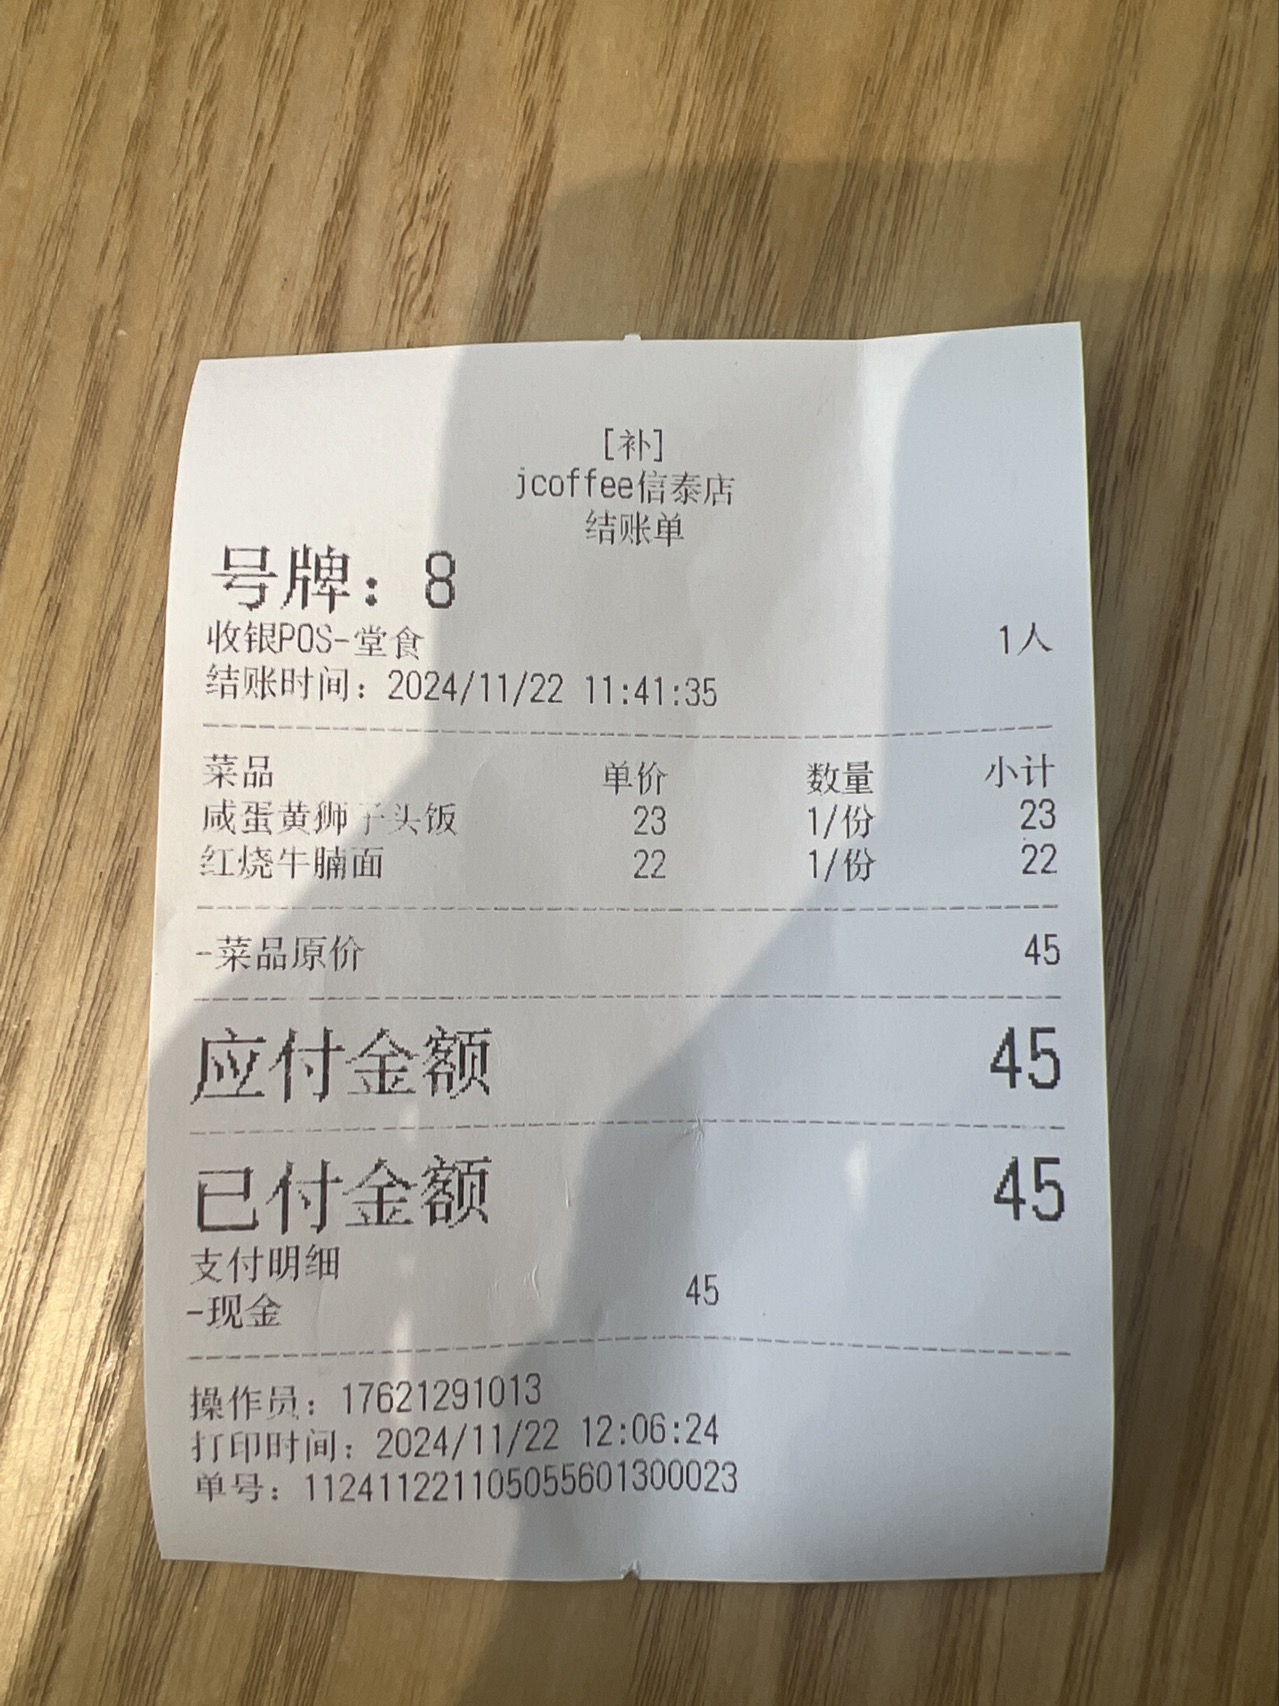 [补]
jcoffee信泰店
结账单
号牌：8
收银POS-堂食 1人
结账时间：2024/11/22 11:41:35
菜品 单价 数量 小计
咸蛋黄狮子头饭 23 1/份 23
红烧牛腩面 22 1/份 22
-菜品原价 45
应付金额 45
已付金额 45
支付明细
-现金 45
操作员：17621291013
打印时间：2024/11/22 12:06:24
单号：112411221105055601300023